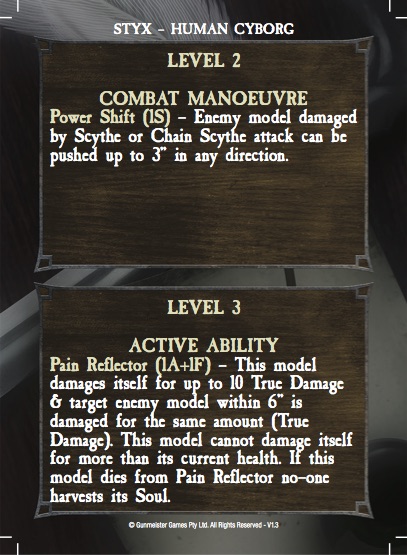 STYX – HUMAN CYBORG
LEVEL 2
COMBAT MANOEUVRE
Power Shift (1S) – Enemy model damaged
by Scythe or Chain Scythe attack can be
pushed up to 3" in any direction.
LEVEL 3
ACTIVE ABILITY
Pain Reflector (1A+1F) – This model
damages itself for up to 10 True Damage
& target enemy model within 6" is
damaged for the same amount (True
Damage). This model cannot damage itself
for more than its current health. If this
model dies from Pain Reflector no-one
harvests its Soul.
© Gunmeister Games Pty Ltd. All Rights Reserved - V1.3